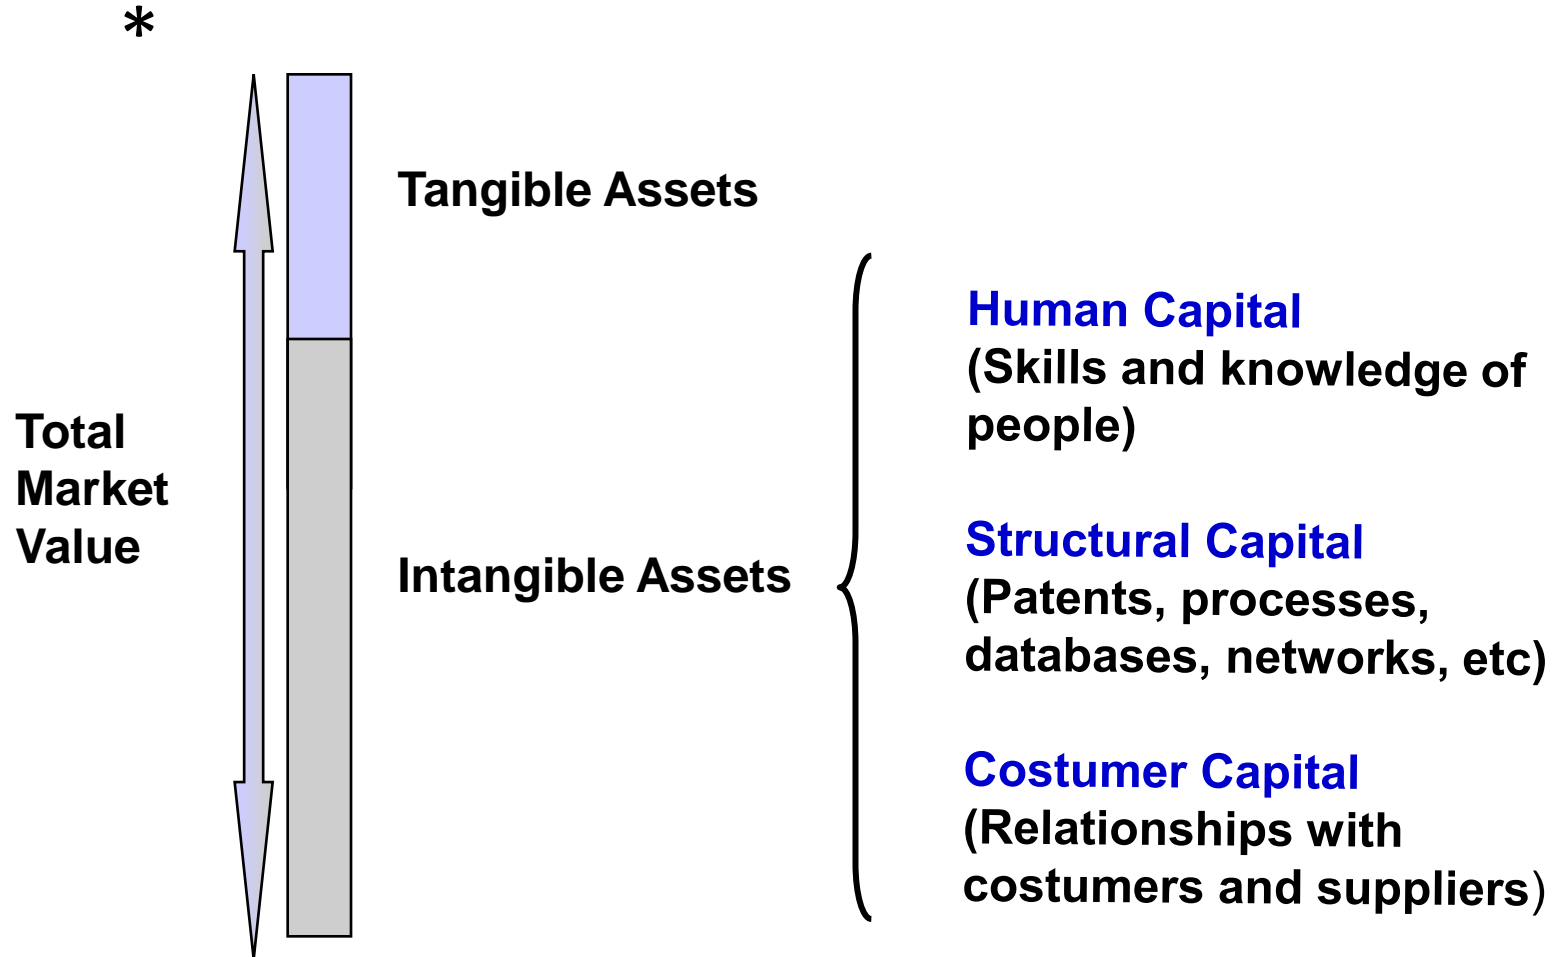 *
Tangible Assets
Human Capital
(Skills and knowledge of
people)
Total
Market
Value
Structural Capital
(Patents, processes,
databases, networks, etc)
Intangible Assets
Costumer Capital
(Relationships with
costumers and suppliers)